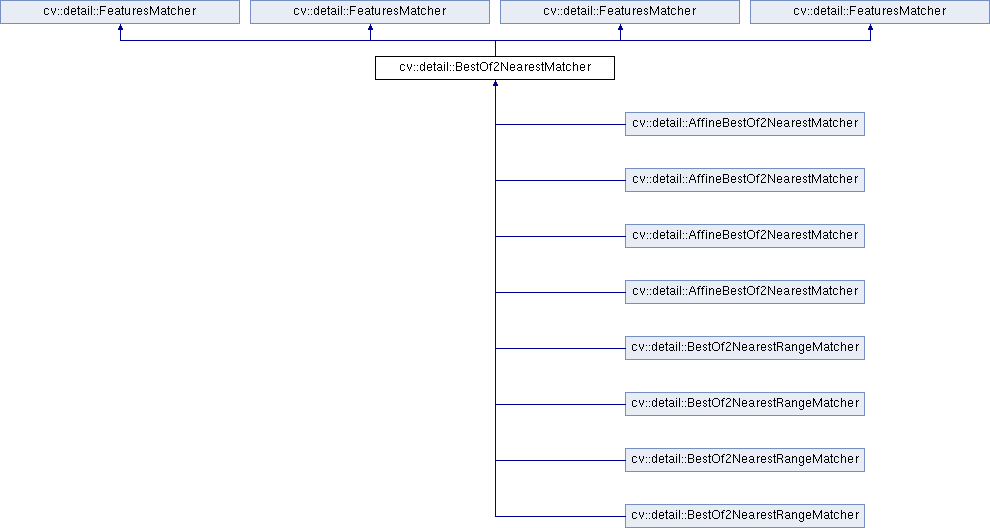 cv::detail::FeaturesMatcher
cv::detail::FeaturesMatcher
cv::detail::FeaturesMatcher
cv::detail::FeaturesMatcher
cv::detail::BestOf2NearestMatcher
cv::detail::AffineBestOf2NearestMatcher
cv::detail::AffineBestOf2NearestMatcher
cv::detail::AffineBestOf2NearestMatcher
cv::detail::AffineBestOf2NearestMatcher
cv::detail::BestOf2NearestRangeMatcher
cv::detail::BestOf2NearestRangeMatcher
cv::detail::BestOf2NearestRangeMatcher
cv::detail::BestOf2NearestRangeMatcher